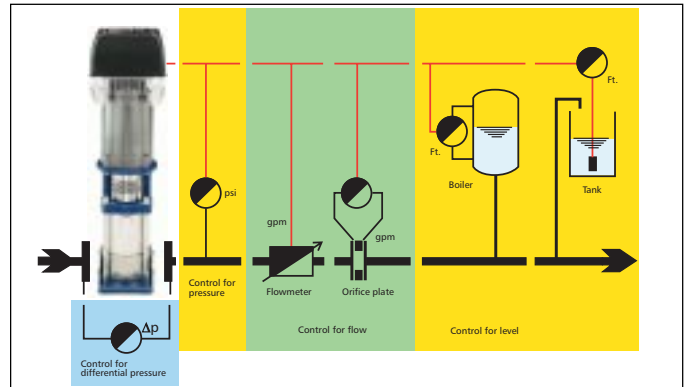 Ft.
psi
Ft.
gpm
gpm
Boiler
Tank
Control for
pressure
Flowmeter
Orifice plate
Control for flow
Control for level
Δp
Control for
differential pressure